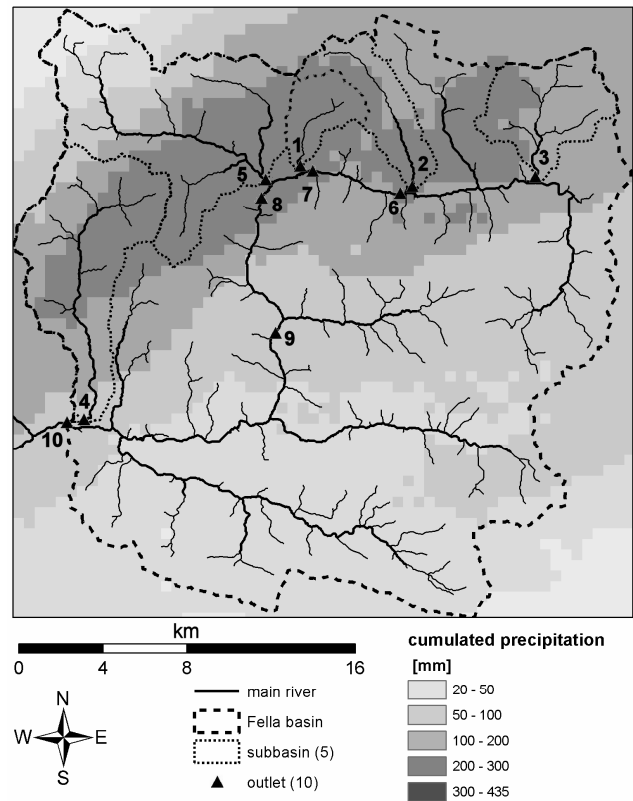 1
2
3
5
7
8
6
9
4
10
km
0 4 8 16
N
W E
S
main river
Fella basin
subbasin (5)
outlet (10)
cumulated precipitation
[mm]
20 - 50
50 - 100
100 - 200
200 - 300
300 - 435